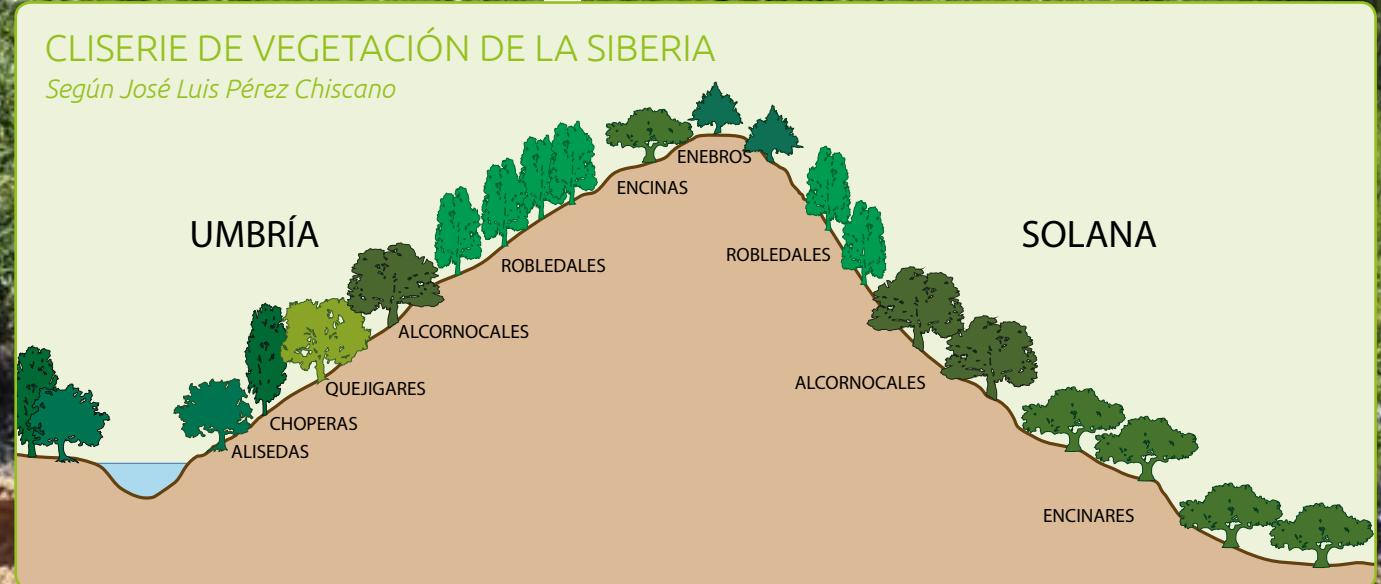 CLISERIE DE VEGETACIÓN DE LA SIBERIA
Según José Luis Pérez Chiscano
UMBRÍA
SOLANA
ENEBROS
ENCINAS
ROBLEDALES
ROBLEDALES
ALCORNOCALES
ALCORNOCALES
QUEJIGARES
CHOPERAS
ALISEDAS
ENCINARES